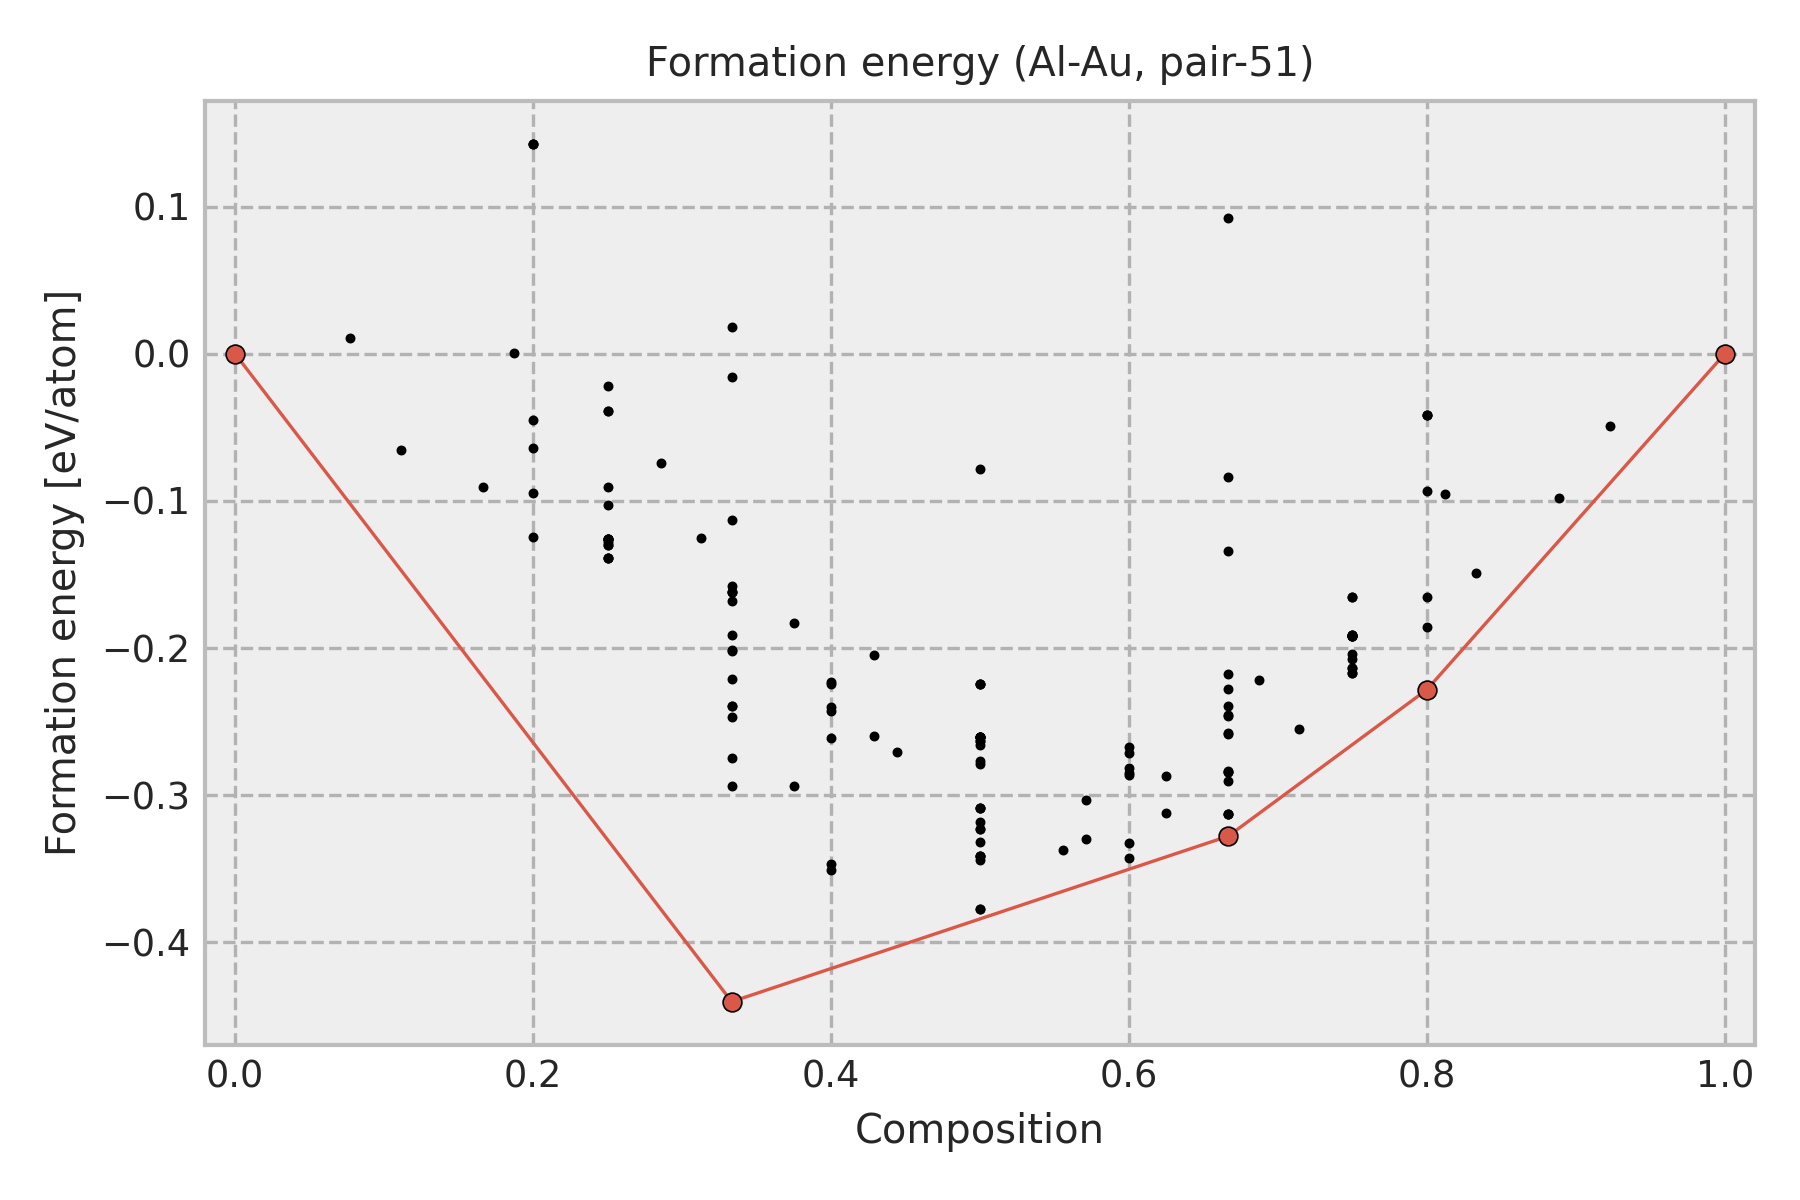 Formation energy (Al-Au, pair-51)
Formation energy [eV/atom]
0.1
0.0
−0.1
−0.2
−0.3
−0.4
0.0 0.2 0.4 0.6 0.8 1.0
Composition